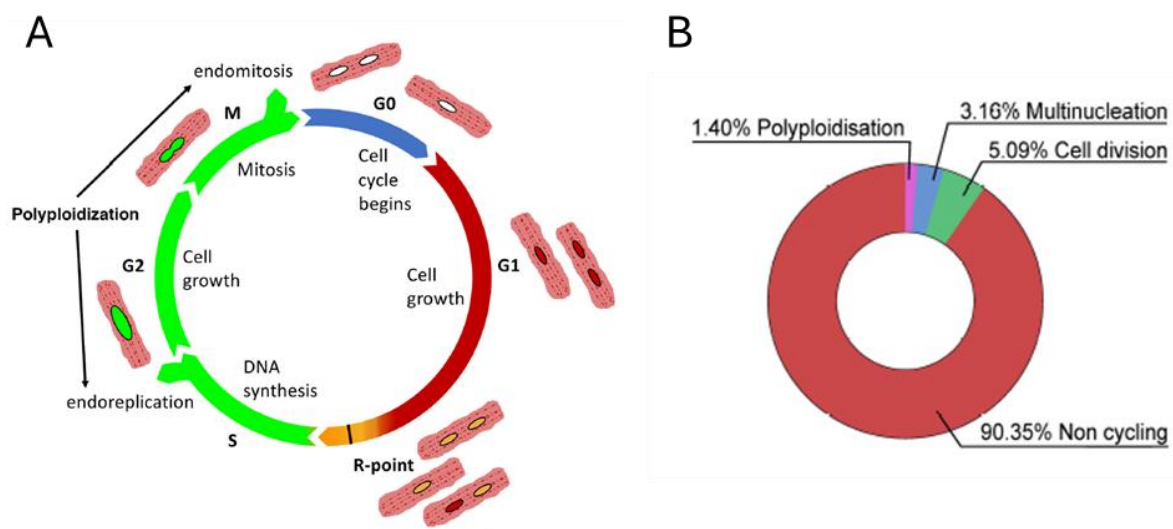 A
endomitosis
M
G0
Mitosis
Cell
cycle
begins
Polyploidization
G2
Cell
growth
Cell
growth
G1
DNA
synthesis
endoreplication
S
R-point
B
1.40% Polyploidisation
3.16% Multinucleation
5.09% Cell division
90.35% Non cycling